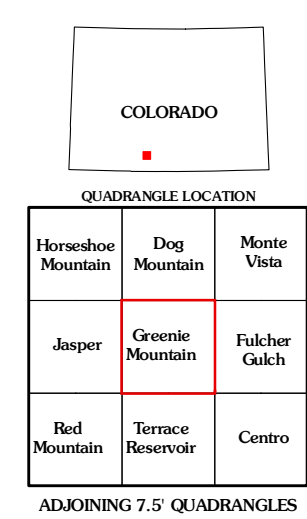 COLORADO
QUADRANGLE LOCATION
Horseshoe
Mountain
Dog
Mountain
Monte
Vista
Jasper
Greenie
Mountain
Fulcher
Gulch
Red
Mountain
Terrace
Reservoir
Centro
ADJOINING 7.5' QUADRANGLES